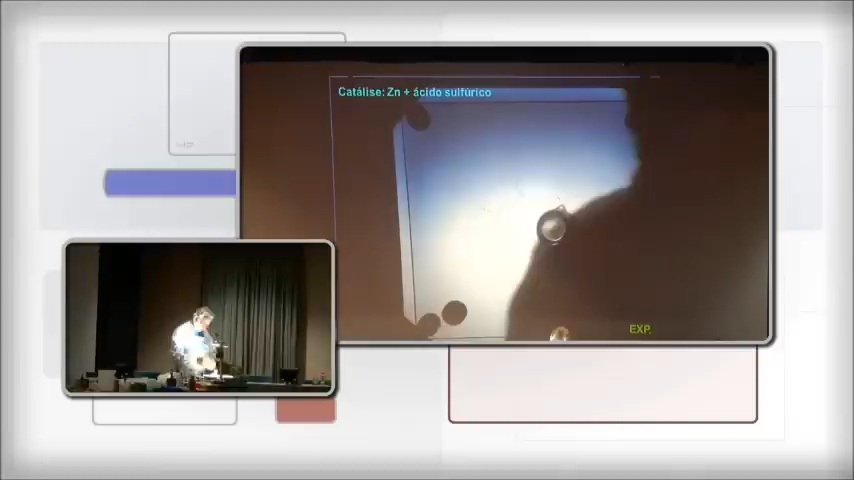 Catálise: Zn + ácido sulfúrico
EXP.